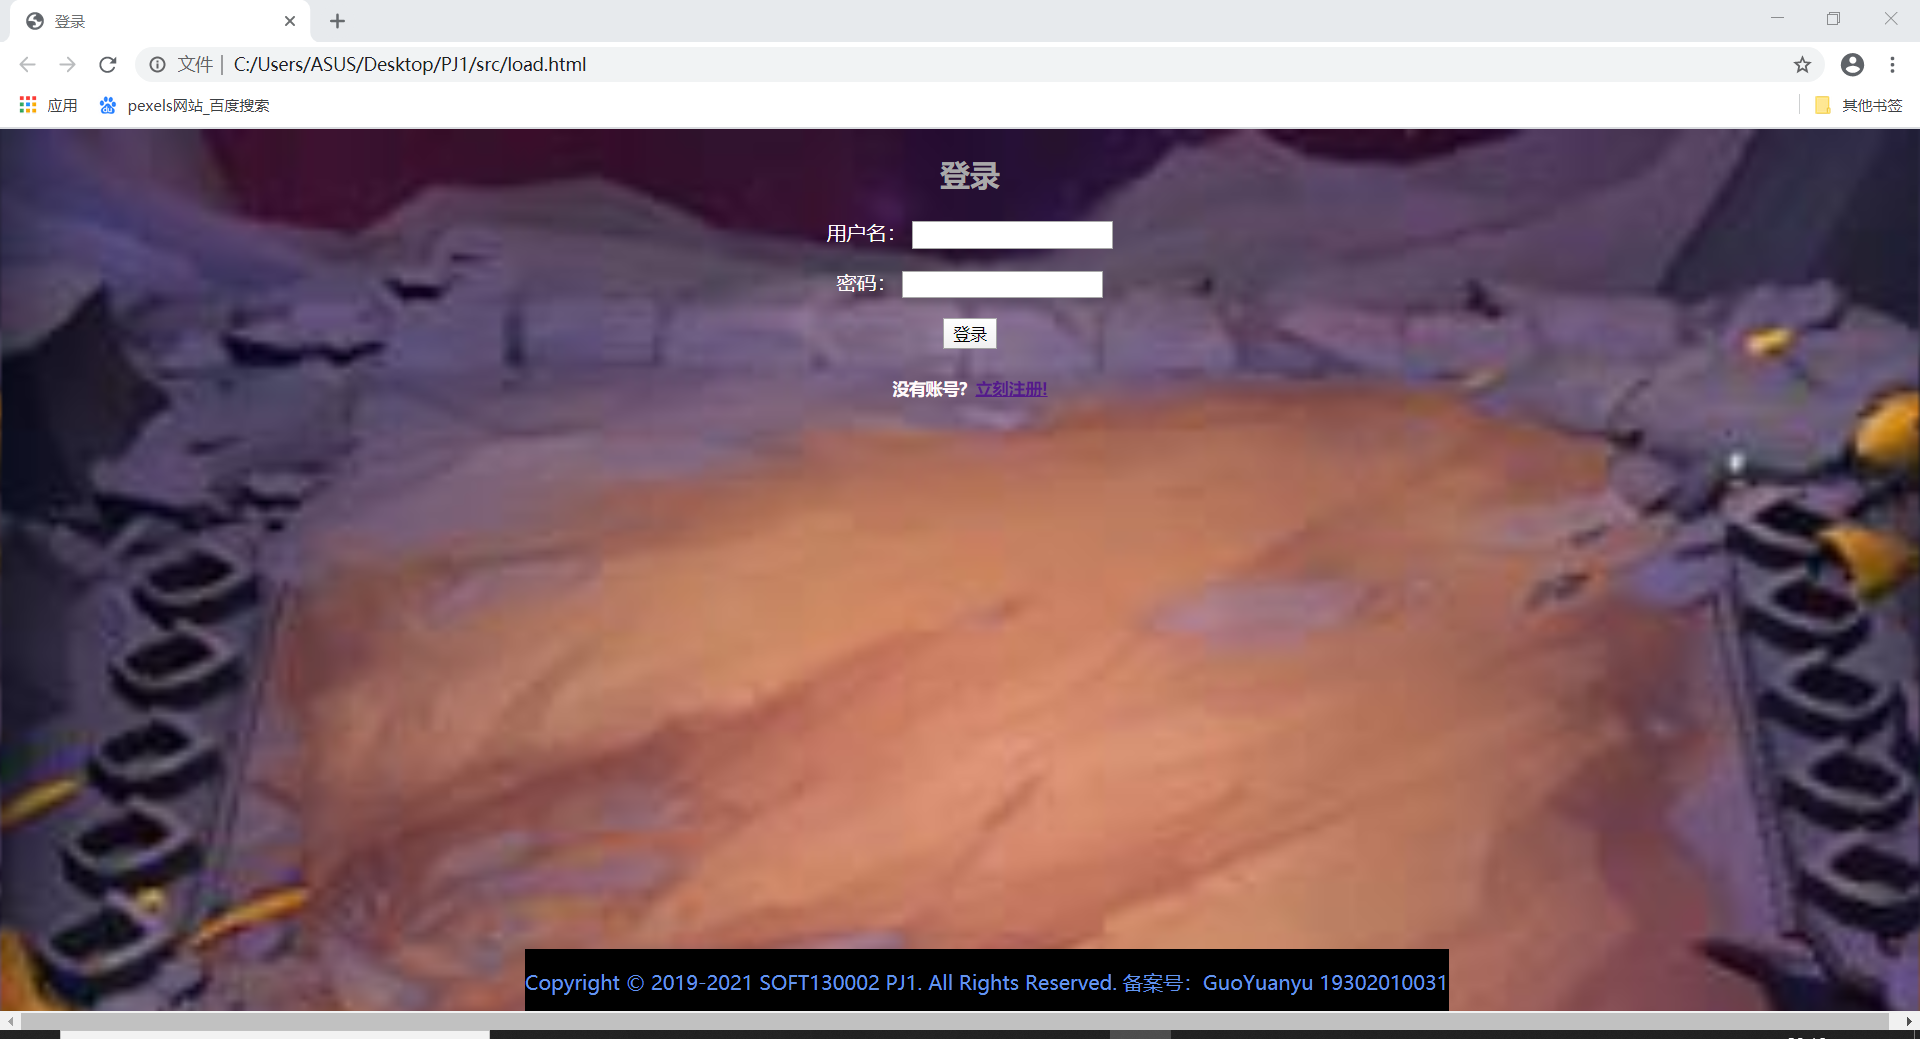 登录
文件 | C:/Users/ASUS/Desktop/PJ1/src/load.html
应用 pexels网站_百度搜索 其他书签
登录
用户名：
密码：
登录
没有账号？ 立刻注册!
Copyright © 2019-2021 SOFT130002 PJ1. All Rights Reserved. 备案号：GuoYuanyu 19302010031